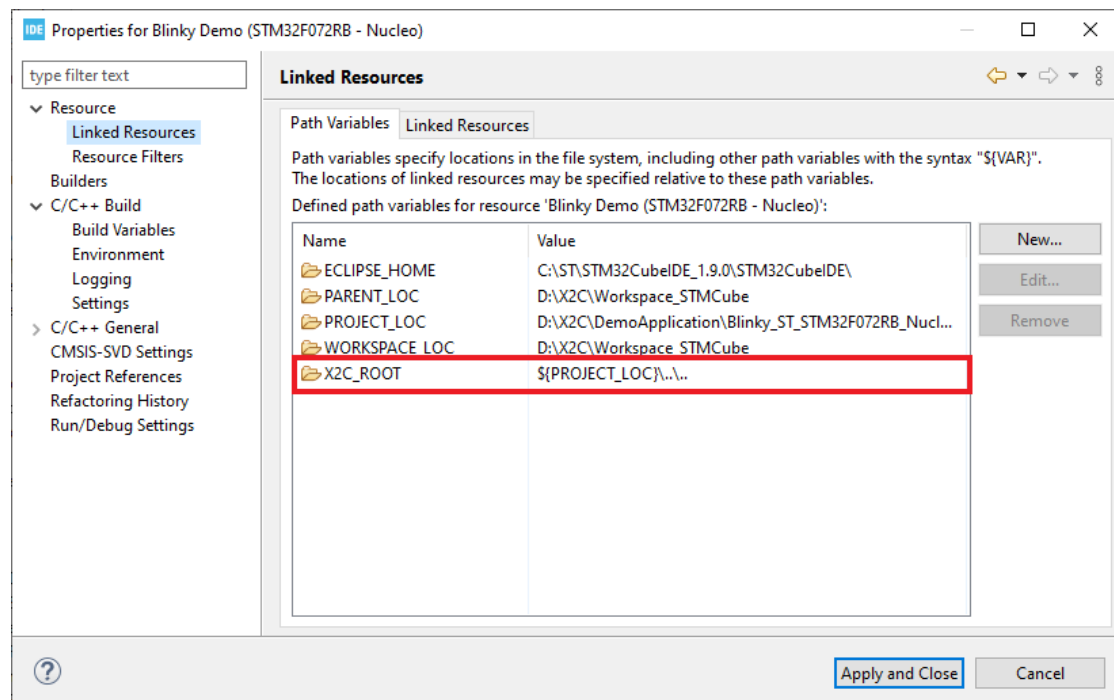 IDE Properties for Blinky Demo (STM32F072RB - Nucleo)
type filter text
Linked Resources
Resource
Linked Resources
Resource Filters
Builders
C/C++ Build
Build Variables
Environment
Logging
Settings
C/C++ General
CMSIS-SVD Settings
Project References
Refactoring History
Run/Debug Settings
Path Variables Linked Resources
Path variables specify locations in the file system, including other path variables with the syntax "${VAR}".
The locations of linked resources may be specified relative to these path variables.
Defined path variables for resource 'Blinky Demo (STM32F072RB - Nucleo)':
Name Value
ECLIPSE_HOME C:\ST\STM32CubeIDE_1.9.0\STM32CubeIDE\
PARENT_LOC D:\X2C\Workspace_STMCube
PROJECT_LOC D:\X2C\DemoApplication\Blinky_ST_STM32F072RB_Nucl...
WORKSPACE_LOC D:\X2C\Workspace_STMCube
X2C_ROOT ${PROJECT_LOC}\..\..
New...
Edit...
Remove
? Apply and Close Cancel